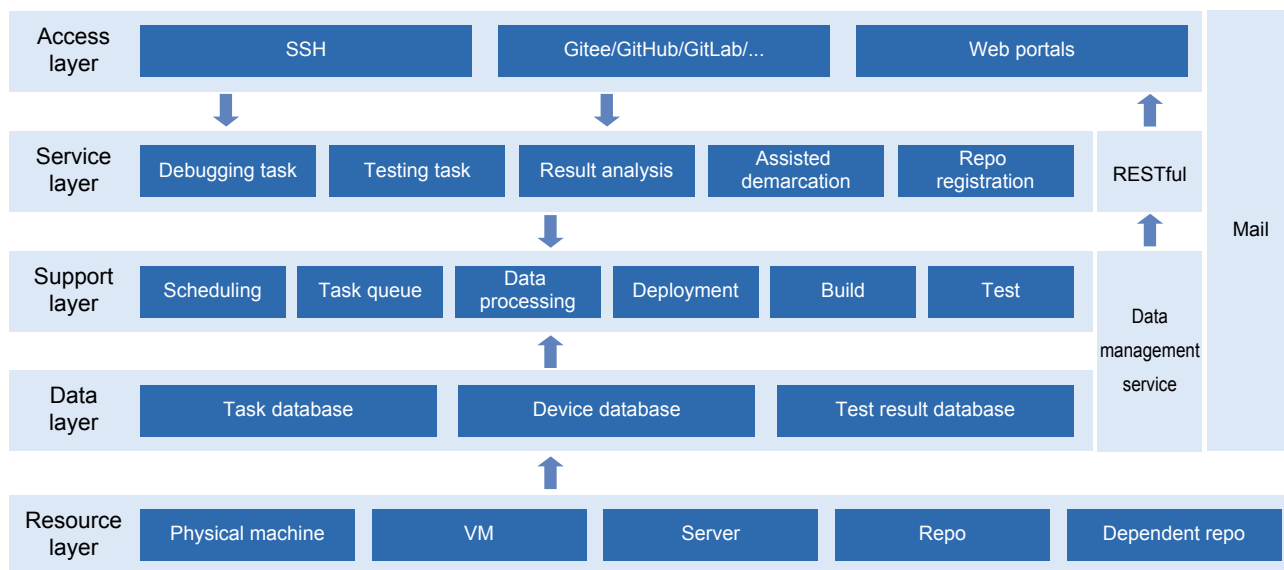 Access
layer
SSH
Gitee/GitHub/GitLab/...
Web portals
Service
layer
Debugging task
Testing task
Result analysis
Assisted
demarcation
Repo
registration
RESTful
Mail
Support
layer
Scheduling
Task queue
Data
processing
Deployment
Build
Test
Data
management
service
Data
layer
Task database
Device database
Test result database
Resource
layer
Physical machine
VM
Server
Repo
Dependent repo